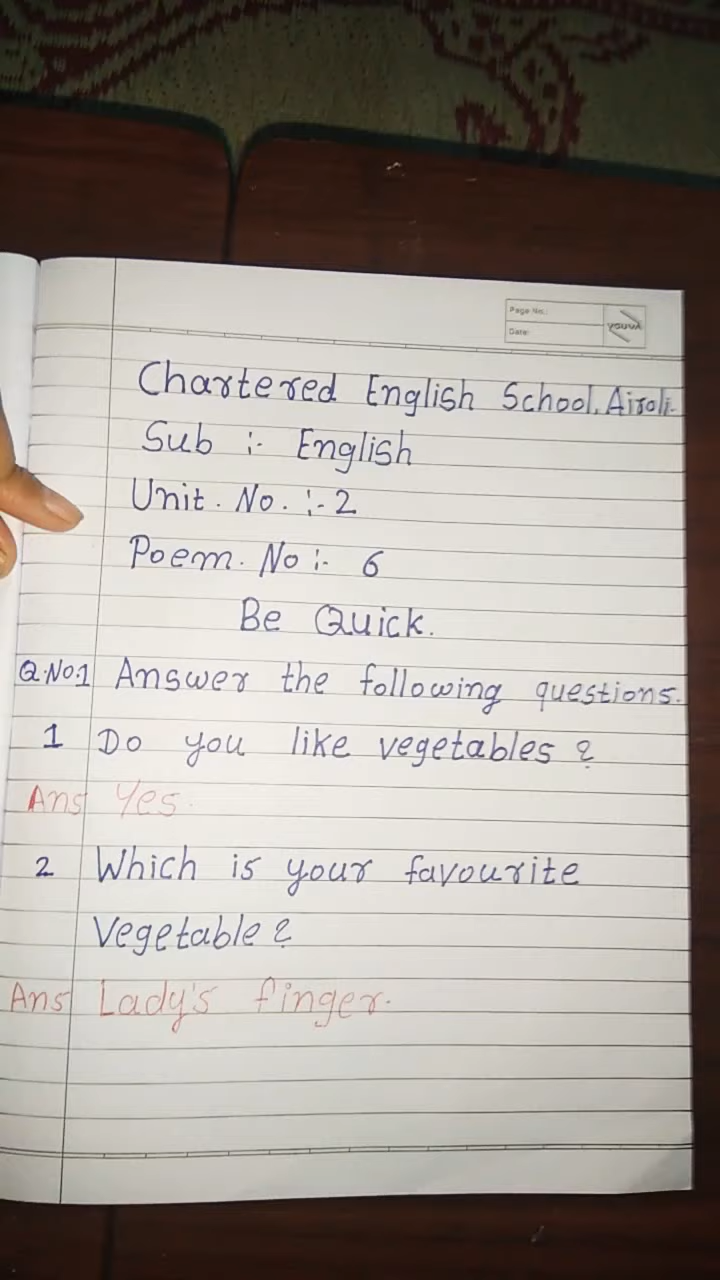 Page No.:
Date:
YOUVA
Chartered English School, Airoli.
Sub :- English
Unit. No. :- 2
Poem. No :- 6
Be Quick.
Q.No.1 Answer the following questions.
1 Do you like vegetables?
Ans Yes.
2 Which is your favourite
Vegetable?
Ans Lady's finger.